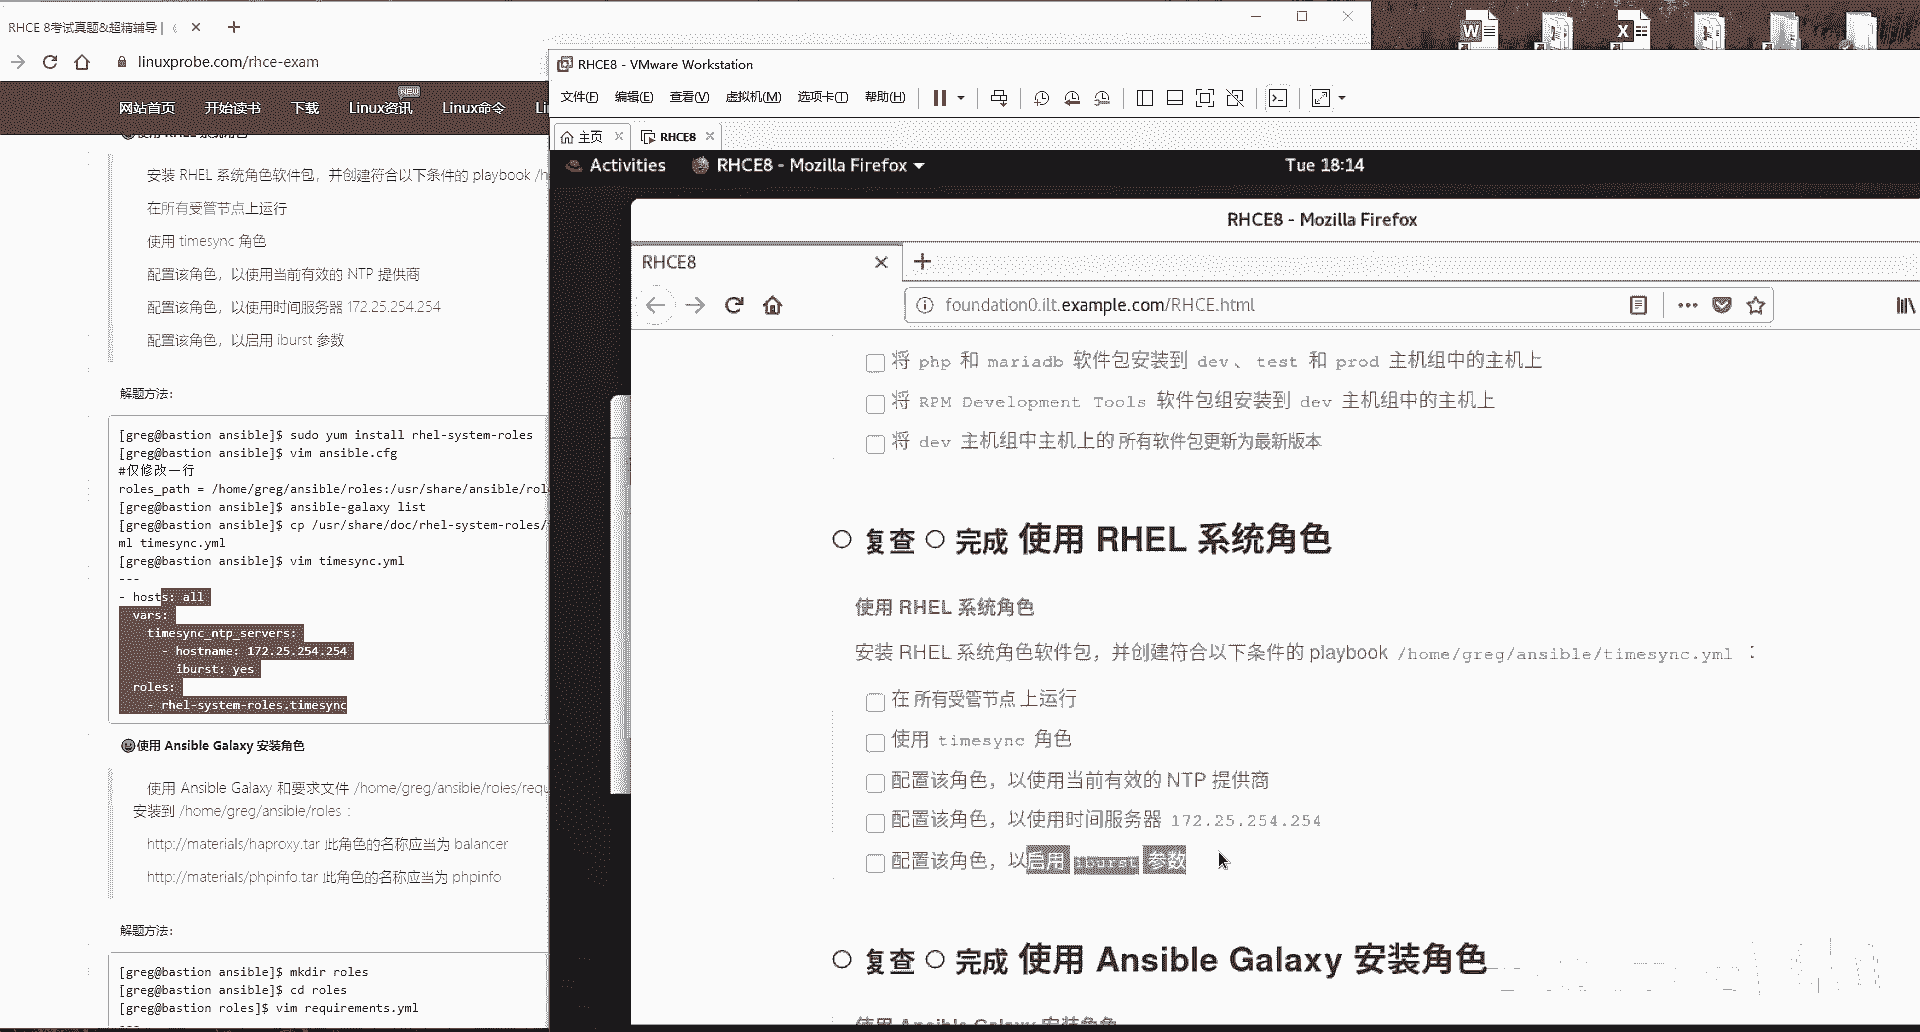 RHCE 8考试真题&超精辅导 |
linuxprobe.com/rhce-exam
网站首页 开始读书 下载 Linux资讯 NEW Linux命令
安装 RHEL 系统角色软件包，并创建符合以下条件的 playbook /h
在所有受管节点上运行
使用 timesync 角色
配置该角色，以使用当前有效的 NTP 提供商
配置该角色，以使用时间服务器 172.25.254.254
配置该角色，以启用 iburst 参数
解题方法:
[greg@bastion ansible]$ sudo yum install rhel-system-roles
[greg@bastion ansible]$ vim ansible.cfg
#仅修改一行
roles_path = /home/greg/ansible/roles:/usr/share/ansible/rol
[greg@bastion ansible]$ ansible-galaxy list
[greg@bastion ansible]$ cp /usr/share/doc/rhel-system-roles/
ml timesync.yml
[greg@bastion ansible]$ vim timesync.yml
---
- hosts: all
vars:
timesync_ntp_servers:
- hostname: 172.25.254.254
iburst: yes
roles:
- rhel-system-roles.timesync
使用 Ansible Galaxy 安装角色
使用 Ansible Galaxy 和要求文件 /home/greg/ansible/roles/requ
安装到 /home/greg/ansible/roles ：
http://materials/haproxy.tar 此角色的名称应当为 balancer
http://materials/phpinfo.tar 此角色的名称应当为 phpinfo
解题方法:
[greg@bastion ansible]$ mkdir roles
[greg@bastion ansible]$ cd roles
[greg@bastion roles]$ vim requirements.yml
---
RHCE8 - VMware Workstation
文件(F) 编辑(E) 查看(V) 虚拟机(M) 选项卡(T) 帮助(H)
主页 RHCE8
Activities RHCE8 - Mozilla Firefox Tue 18:14
RHCE8 - Mozilla Firefox
RHCE8
foundation0.ilt.example.com/RHCE.html
将 php 和 mariadb 软件包安装到 dev、 test 和 prod 主机组中的主机上
将 RPM Development Tools 软件包组安装到 dev 主机组中的主机上
将 dev 主机组中主机上的 所有软件包更新为最新版本
复查 完成 使用 RHEL 系统角色
使用 RHEL 系统角色
安装 RHEL 系统角色软件包，并创建符合以下条件的 playbook /home/greg/ansible/timesync.yml ：
在 所有受管节点 上运行
使用 timesync 角色
配置该角色，以使用当前有效的 NTP 提供商
配置该角色，以使用时间服务器 172.25.254.254
配置该角色，以启用 iburst 参数
复查 完成 使用 Ansible Galaxy 安装角色
使用 Ansible Galaxy 安装角色